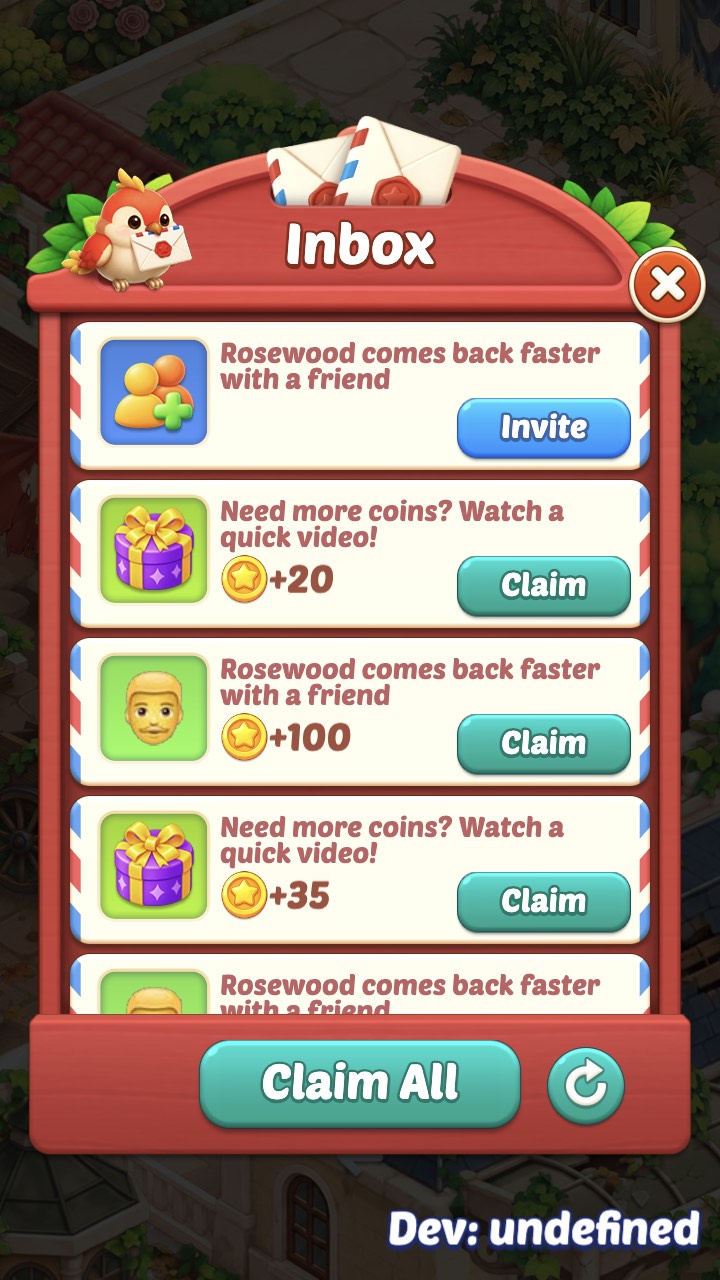 Inbox
Rosewood comes back faster
with a friend
Invite
Need more coins? Watch a
quick video!
+20
Claim
Rosewood comes back faster
with a friend
+100
Claim
Need more coins? Watch a
quick video!
+35
Claim
Rosewood comes back faster
with a friend
Claim All
Dev: undefined